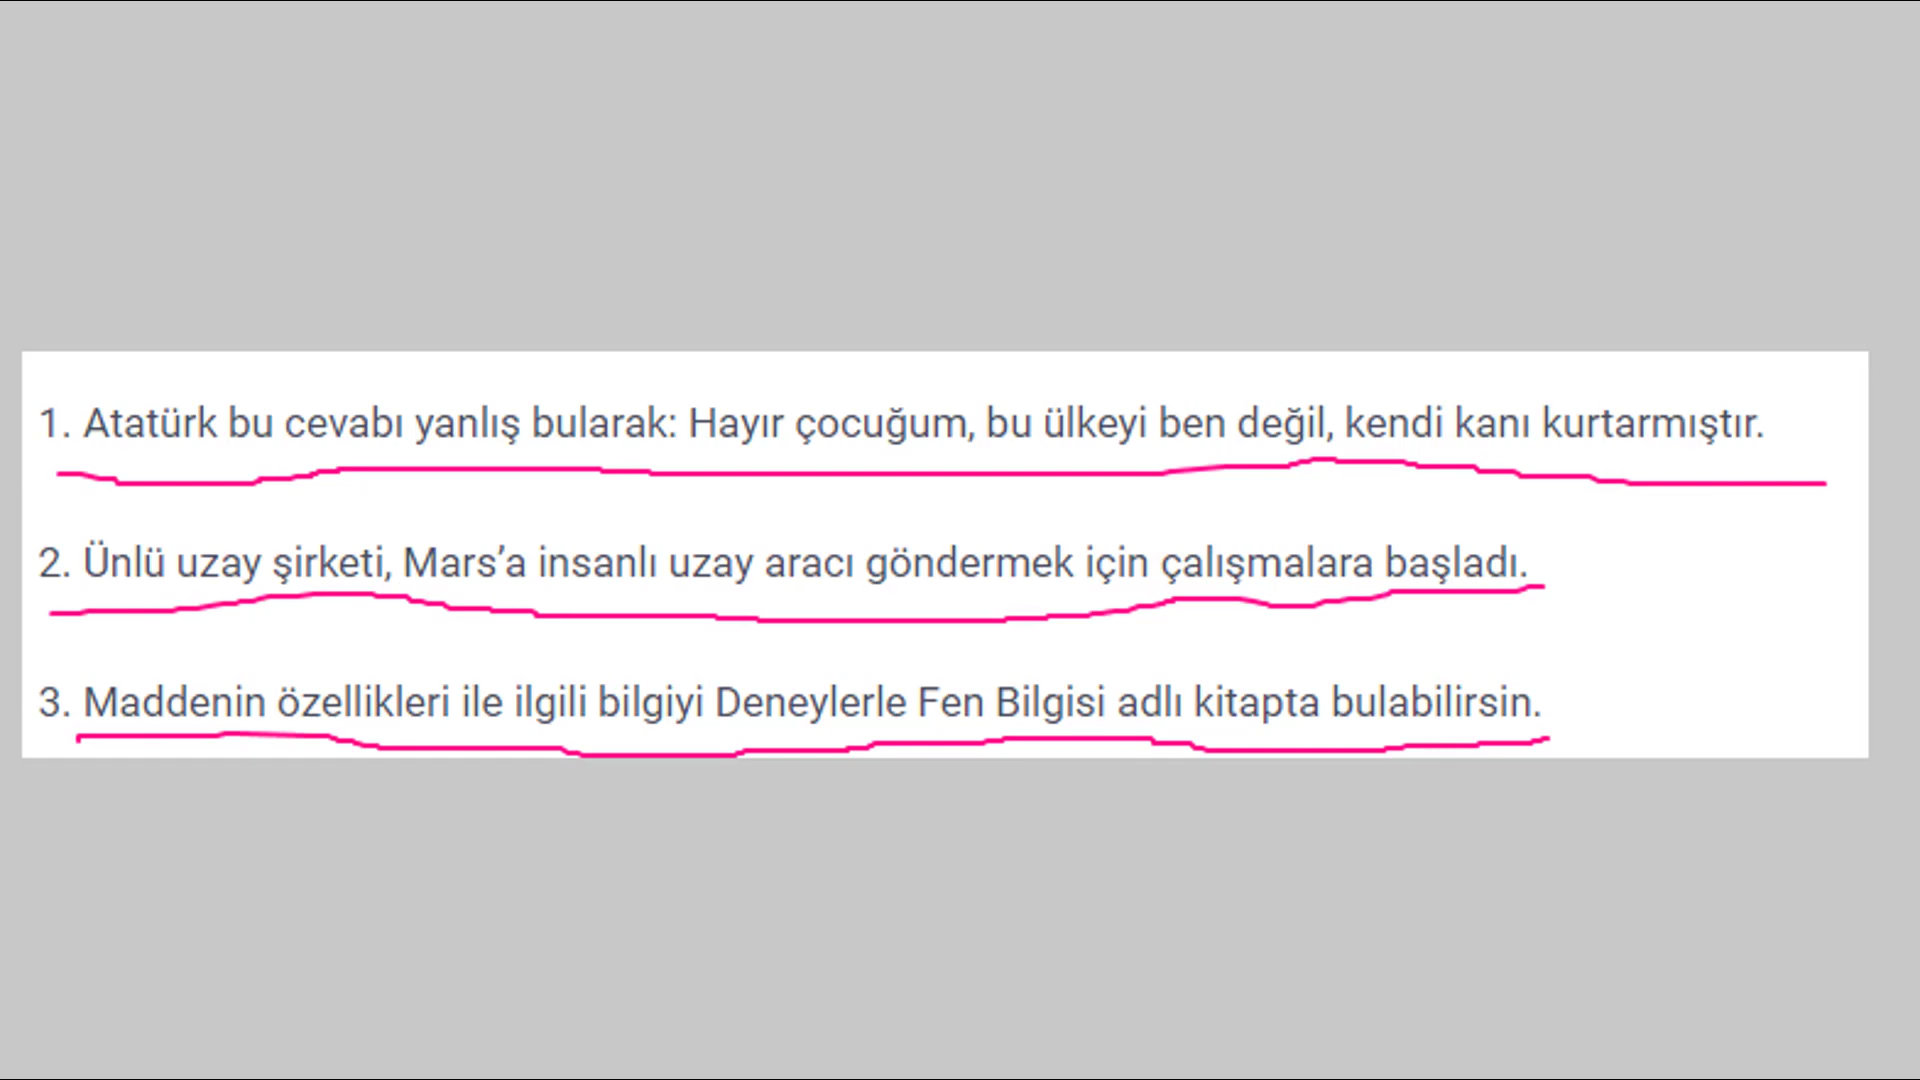 1. Atatürk bu cevabı yanlış bularak: Hayır çocuğum, bu ülkeyi ben değil, kendi kanı kurtarmıştır.
2. Ünlü uzay şirketi, Mars’a insanlı uzay aracı göndermek için çalışmalara başladı.
3. Maddenin özellikleri ile ilgili bilgiyi Deneylerle Fen Bilgisi adlı kitapta bulabilirsin.